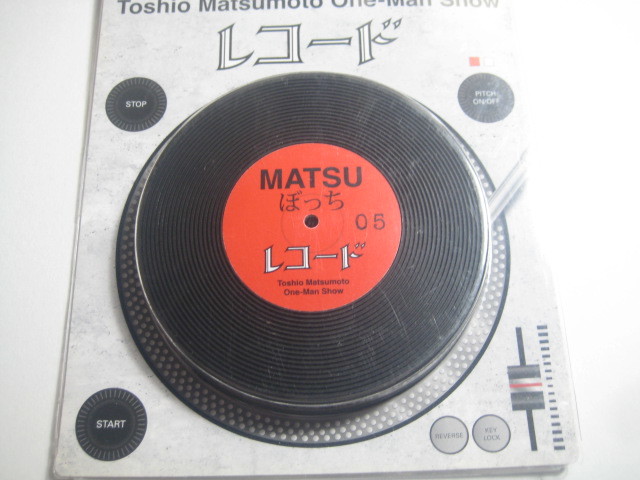 Toshio Matsumoto One-Man Show
レコード
STOP
PITCH
ON/OFF
MATSU
ぼっち
05
レコード
Toshio Matsumoto
One-Man Show
START
REVERSE
KEY
LOCK